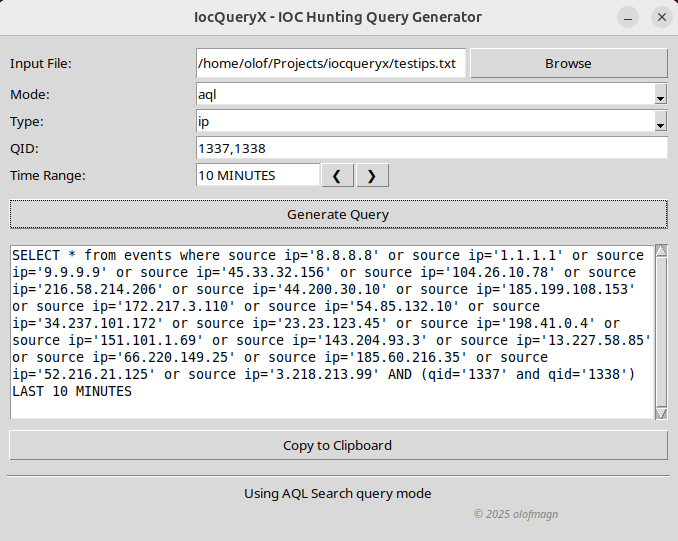 IocQueryX - IOC Hunting Query Generator
Input File: /home/olof/Projects/iocqueryx/testips.txt Browse
Mode: aql
Type: ip
QID: 1337,1338
Time Range: 10 MINUTES ❮ ❯
Generate Query
SELECT * from events where source ip='8.8.8.8' or source ip='1.1.1.1' or source
ip='9.9.9.9' or source ip='45.33.32.156' or source ip='104.26.10.78' or source
ip='216.58.214.206' or source ip='44.200.30.10' or source ip='185.199.108.153'
or source ip='172.217.3.110' or source ip='54.85.132.10' or source
ip='34.237.101.172' or source ip='23.23.123.45' or source ip='198.41.0.4' or
source ip='151.101.1.69' or source ip='143.204.93.3' or source ip='13.227.58.85'
or source ip='66.220.149.25' or source ip='185.60.216.35' or source
ip='52.216.21.125' or source ip='3.218.213.99' AND (qid='1337' and qid='1338')
LAST 10 MINUTES
Copy to Clipboard
Using AQL Search query mode
© 2025 olofmagn